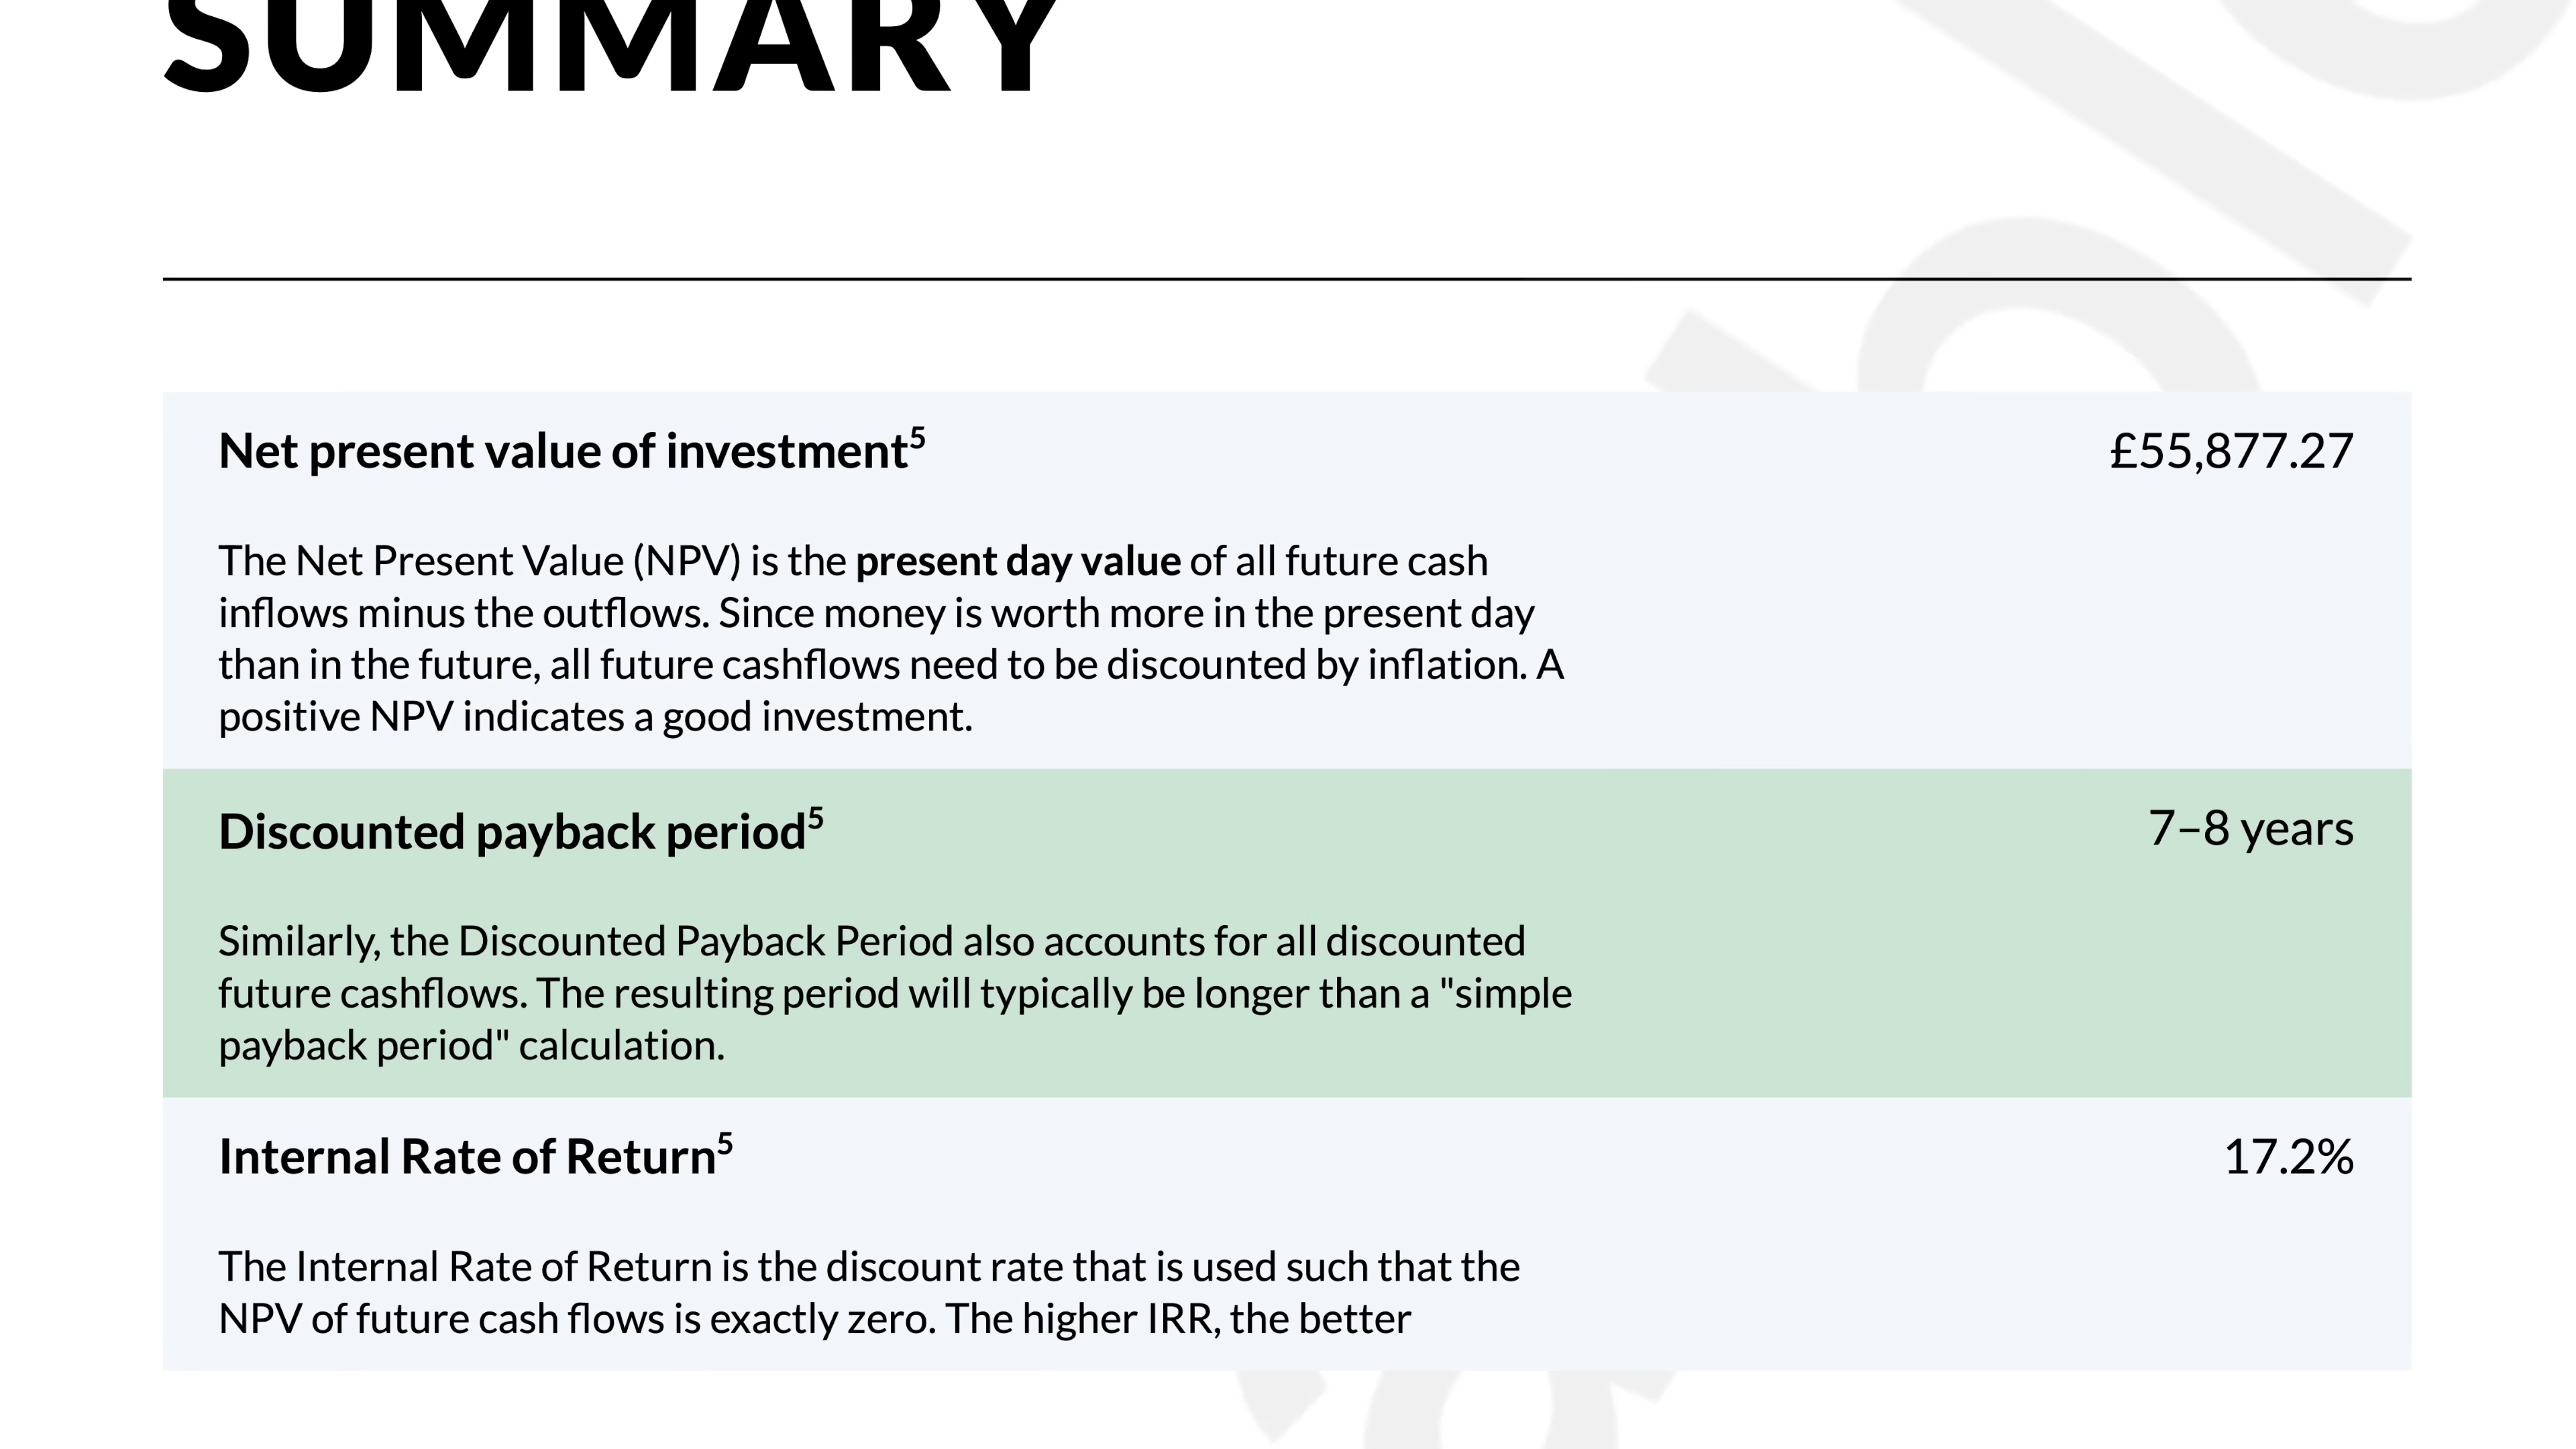 SUMMARY
Net present value of investment⁵
£55,877.27
The Net Present Value (NPV) is the present day value of all future cash
inflows minus the outflows. Since money is worth more in the present day
than in the future, all future cashflows need to be discounted by inflation. A
positive NPV indicates a good investment.
Discounted payback period⁵
7–8 years
Similarly, the Discounted Payback Period also accounts for all discounted
future cashflows. The resulting period will typically be longer than a "simple
payback period" calculation.
Internal Rate of Return⁵
17.2%
The Internal Rate of Return is the discount rate that is used such that the
NPV of future cash flows is exactly zero. The higher IRR, the better